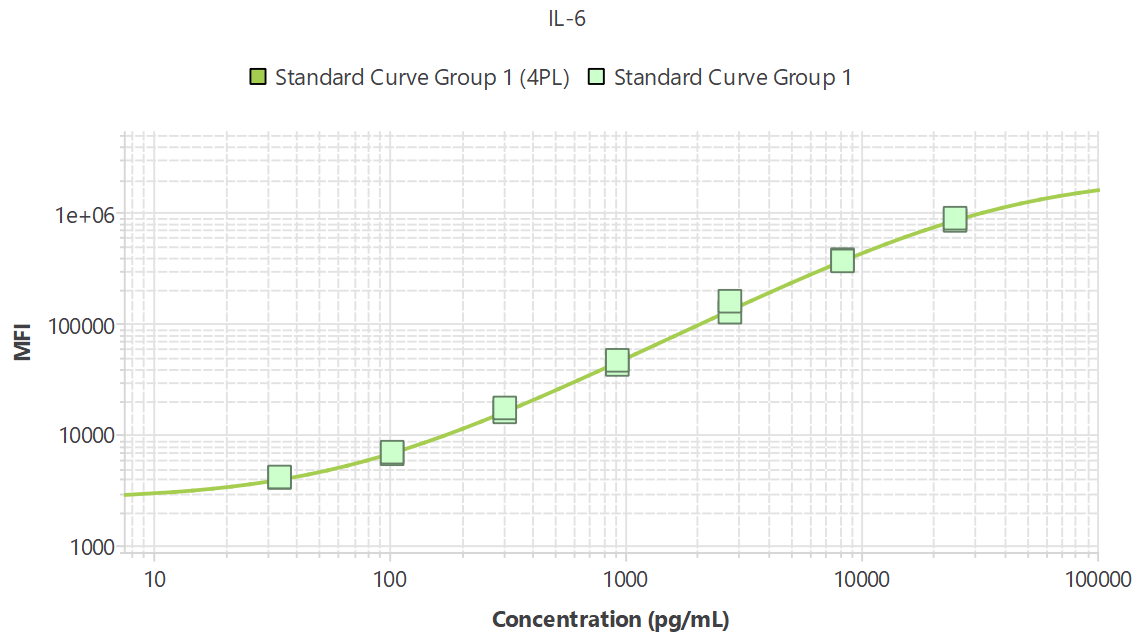 IL-6
Standard Curve Group 1 (4PL) Standard Curve Group 1
1e+06
100000
10000
1000
MFI
10 100 1000 10000 100000
Concentration (pg/mL)